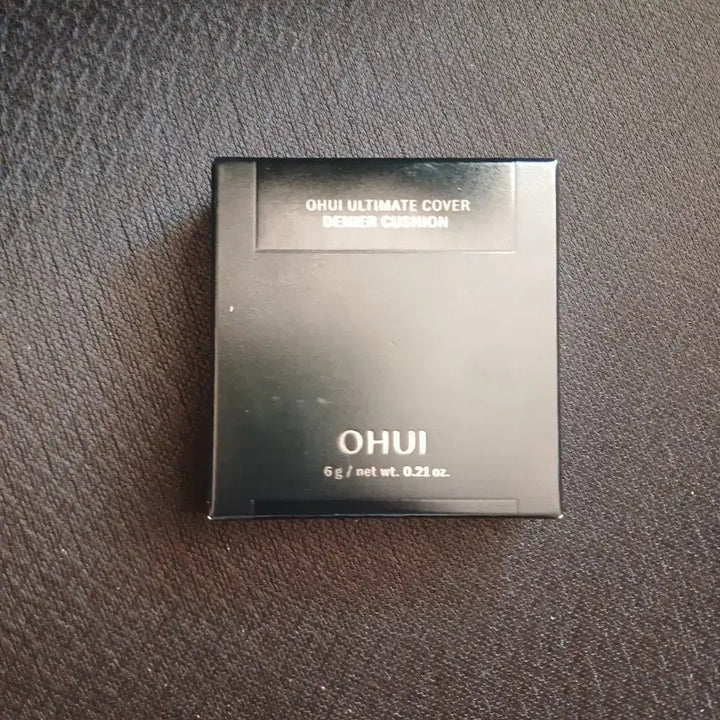 OHUI ULTIMATE COVER
DENIER CUSHION
OHUI
6 g / net wt. 0.21 oz.